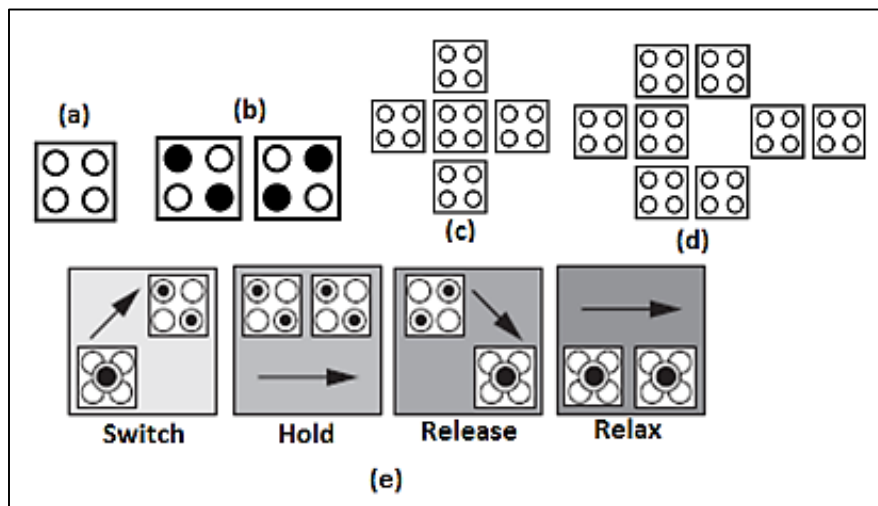 (a)
(b)
(c)
(d)
Switch Hold Release Relax
(e)